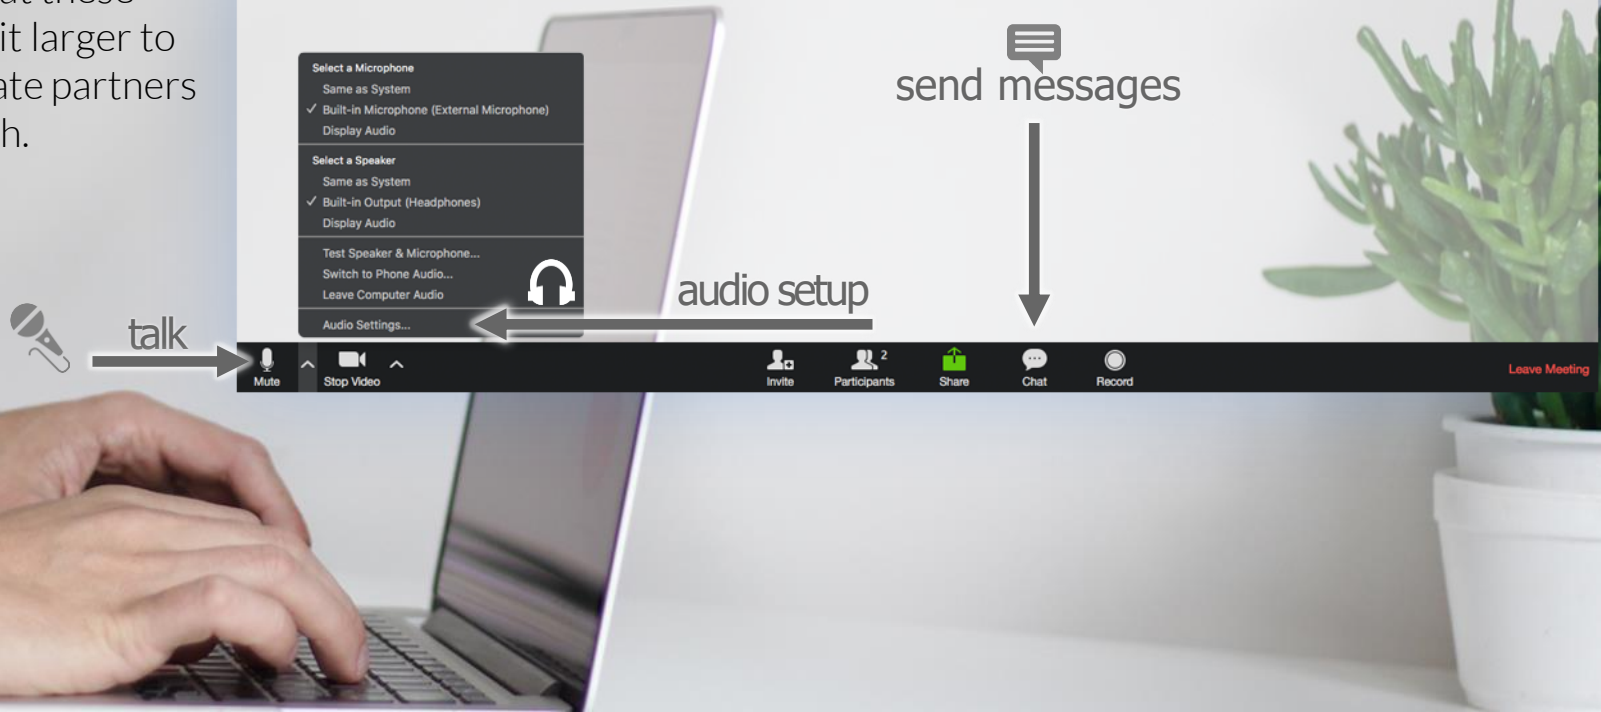 it larger to
ate partners
h.
send messages
Select a Microphone
Same as System
✓ Built-in Microphone (External Microphone)
Display Audio
Select a Speaker
Same as System
✓ Built-in Output (Headphones)
Display Audio
Test Speaker & Microphone...
Switch to Phone Audio...
Leave Computer Audio
Audio Settings...
audio setup
talk
Mute
Stop Video
Invite
Participants 2
Share
Chat
Record
Leave Meeting